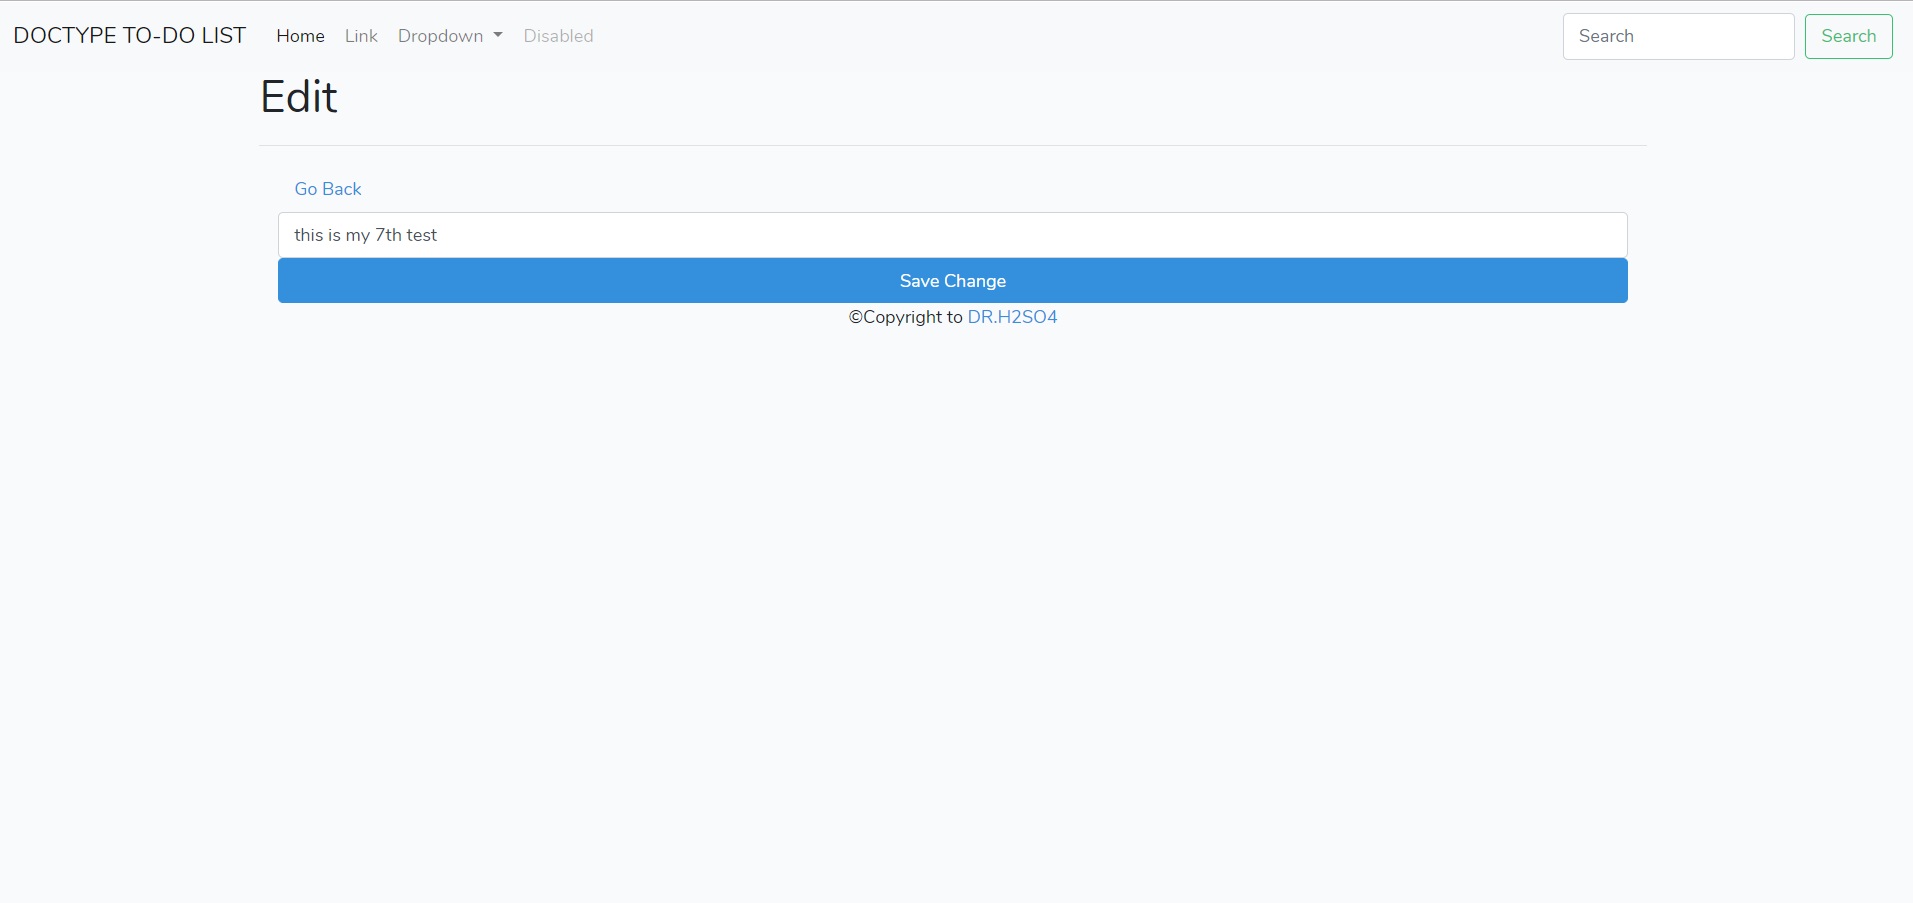 DOCTYPE TO-DO LIST Home Link Dropdown Disabled Search Search
Edit
Go Back
this is my 7th test
Save Change
©Copyright to DR.H2SO4